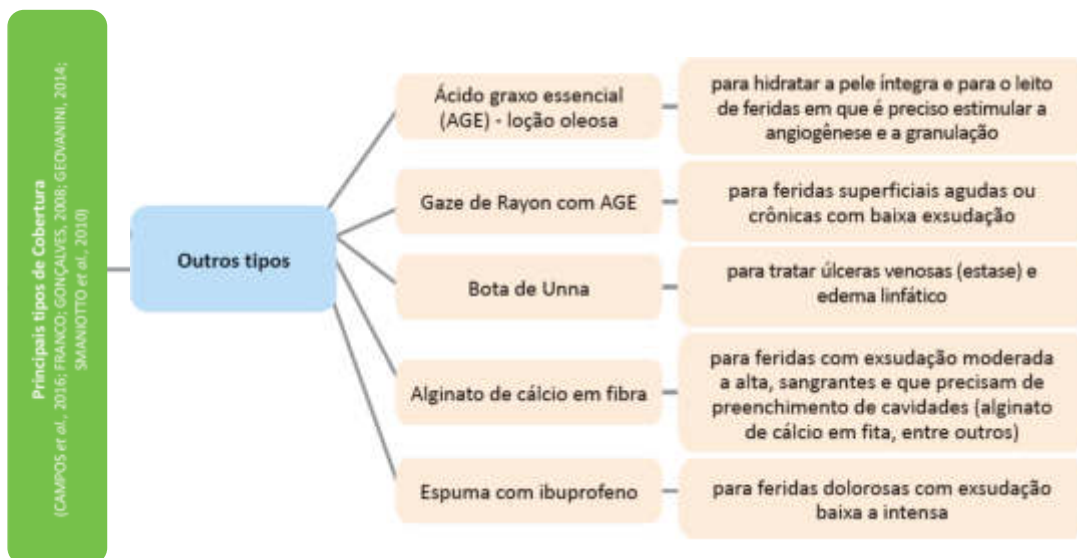 Principais tipos de Cobertura
(CAMPOS et al., 2016; FRANCO; GONÇALVES, 2008; GEOVANINI, 2014;
SMANIOTTO et al., 2010)
Outros tipos
Ácido graxo essencial
(AGE) - loção oleosa
para hidratar a pele íntegra e para o leito
de feridas em que é preciso estimular a
angiogênese e a granulação
Gaze de Rayon com AGE
para feridas superficiais agudas ou
crônicas com baixa exsudação
Bota de Unna
para tratar úlceras venosas (estase) e
edema linfático
Alginato de cálcio em fibra
para feridas com exsudação moderada
a alta, sangrantes e que precisam de
preenchimento de cavidades (alginato
de cálcio em fita, entre outros)
Espuma com ibuprofeno
para feridas dolorosas com exsudação
baixa a intensa